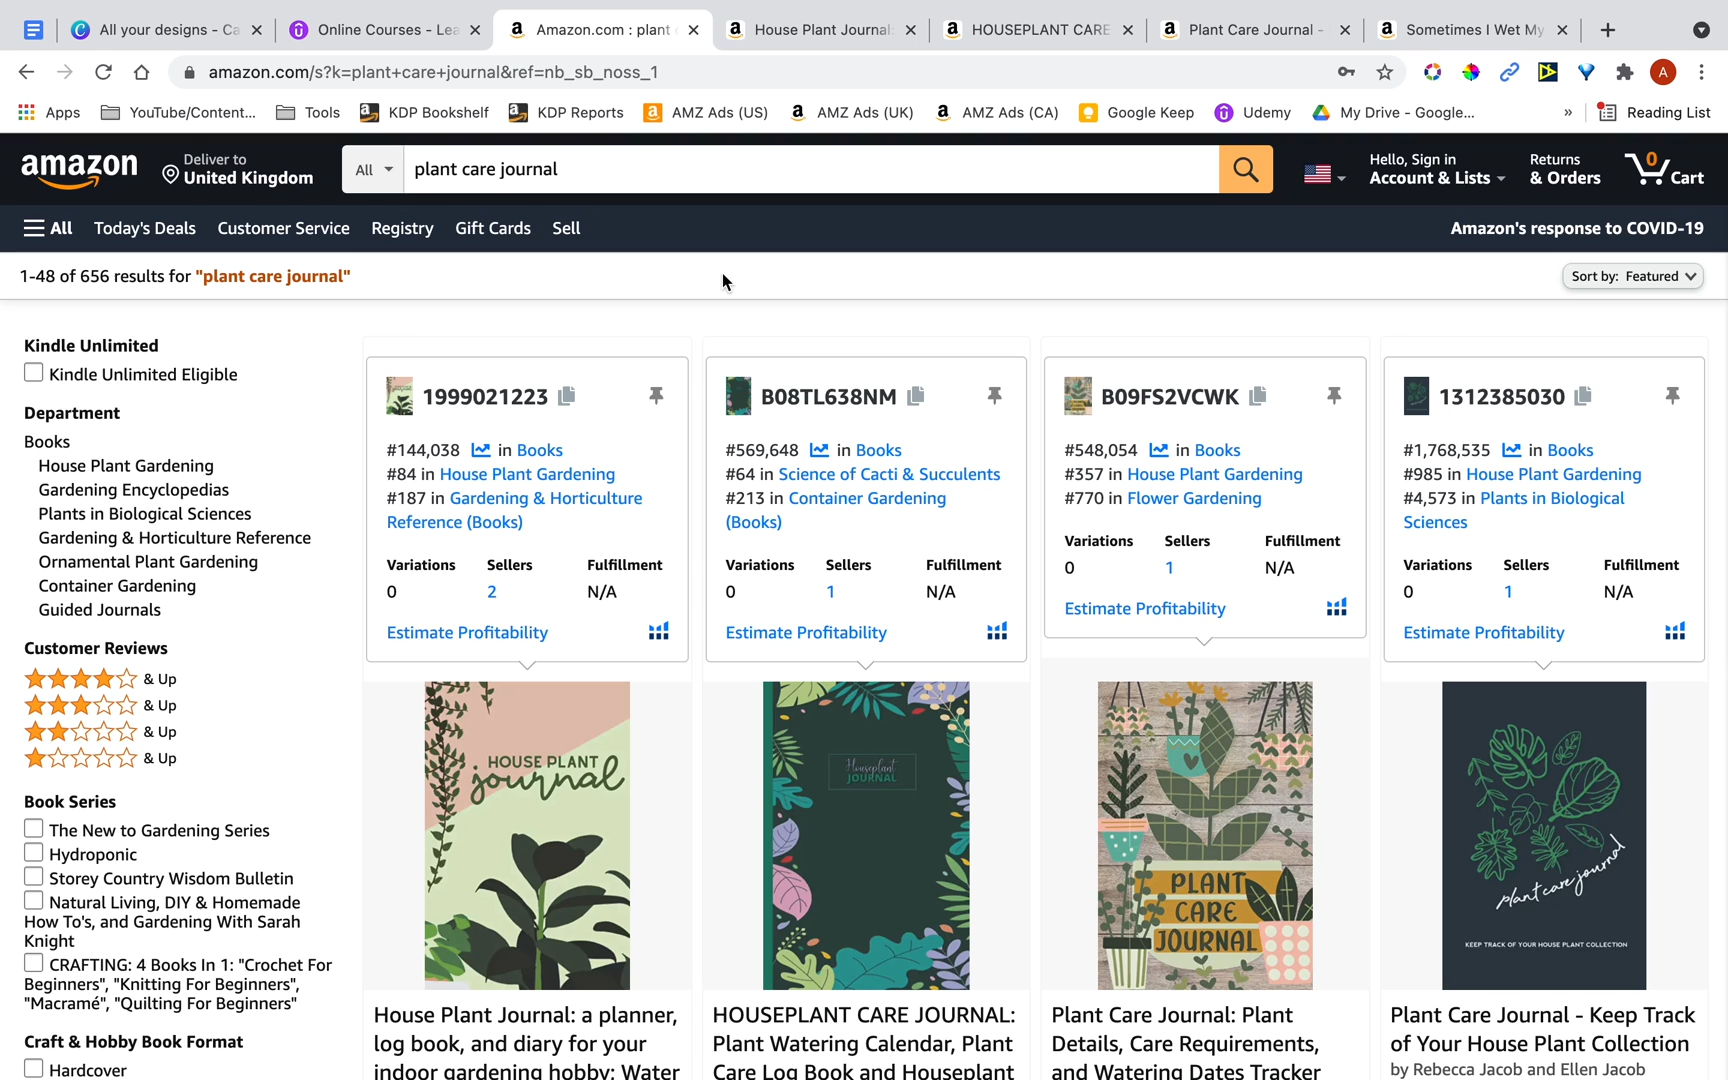 All your designs - Ca
Online Courses - Lea
Amazon.com : plant c
House Plant Journal:
HOUSEPLANT CARE
Plant Care Journal -
Sometimes I Wet My
amazon.com/s?k=plant+care+journal&ref=nb_sb_noss_1
A
Apps
YouTube/Content...
Tools
KDP Bookshelf
KDP Reports
AMZ Ads (US)
AMZ Ads (UK)
AMZ Ads (CA)
Google Keep
Udemy
My Drive - Google...
»
Reading List
amazon
Deliver to
United Kingdom
All
plant care journal
Hello, Sign in
Account & Lists
Returns
& Orders
0
Cart
All
Today's Deals
Customer Service
Registry
Gift Cards
Sell
Amazon's response to COVID-19
1-48 of 656 results for "plant care journal"
Sort by: Featured
Kindle Unlimited
Kindle Unlimited Eligible
Department
Books
House Plant Gardening
Gardening Encyclopedias
Plants in Biological Sciences
Gardening & Horticulture Reference
Ornamental Plant Gardening
Container Gardening
Guided Journals
Customer Reviews
& Up
& Up
& Up
& Up
Book Series
The New to Gardening Series
Hydroponic
Storey Country Wisdom Bulletin
Natural Living, DIY & Homemade
How To's, and Gardening With Sarah
Knight
CRAFTING: 4 Books In 1: "Crochet For
Beginners", "Knitting For Beginners",
"Macramé", "Quilting For Beginners"
Craft & Hobby Book Format
Hardcover
1999021223
#144,038 in Books
#84 in House Plant Gardening
#187 in Gardening & Horticulture
Reference (Books)
Variations Sellers Fulfillment
0 2 N/A
Estimate Profitability
HOUSE PLANT
journal
House Plant Journal: a planner,
log book, and diary for your
indoor gardening hobby: Water
B08TL638NM
#569,648 in Books
#64 in Science of Cacti & Succulents
#213 in Container Gardening
(Books)
Variations Sellers Fulfillment
0 1 N/A
Estimate Profitability
Houseplant
JOURNAL
HOUSEPLANT CARE JOURNAL:
Plant Watering Calendar, Plant
Care Log Book and Houseplant
B09FS2VCWK
#548,054 in Books
#357 in House Plant Gardening
#770 in Flower Gardening
Variations Sellers Fulfillment
0 1 N/A
Estimate Profitability
PLANT
CARE
JOURNAL
Plant Care Journal: Plant
Details, Care Requirements,
and Watering Dates Tracker
1312385030
#1,768,535 in Books
#985 in House Plant Gardening
#4,573 in Plants in Biological
Sciences
Variations Sellers Fulfillment
0 1 N/A
Estimate Profitability
plant care journal
KEEP TRACK OF YOUR HOUSE PLANT COLLECTION
Plant Care Journal - Keep Track
of Your House Plant Collection
by Rebecca Jacob and Ellen Jacob